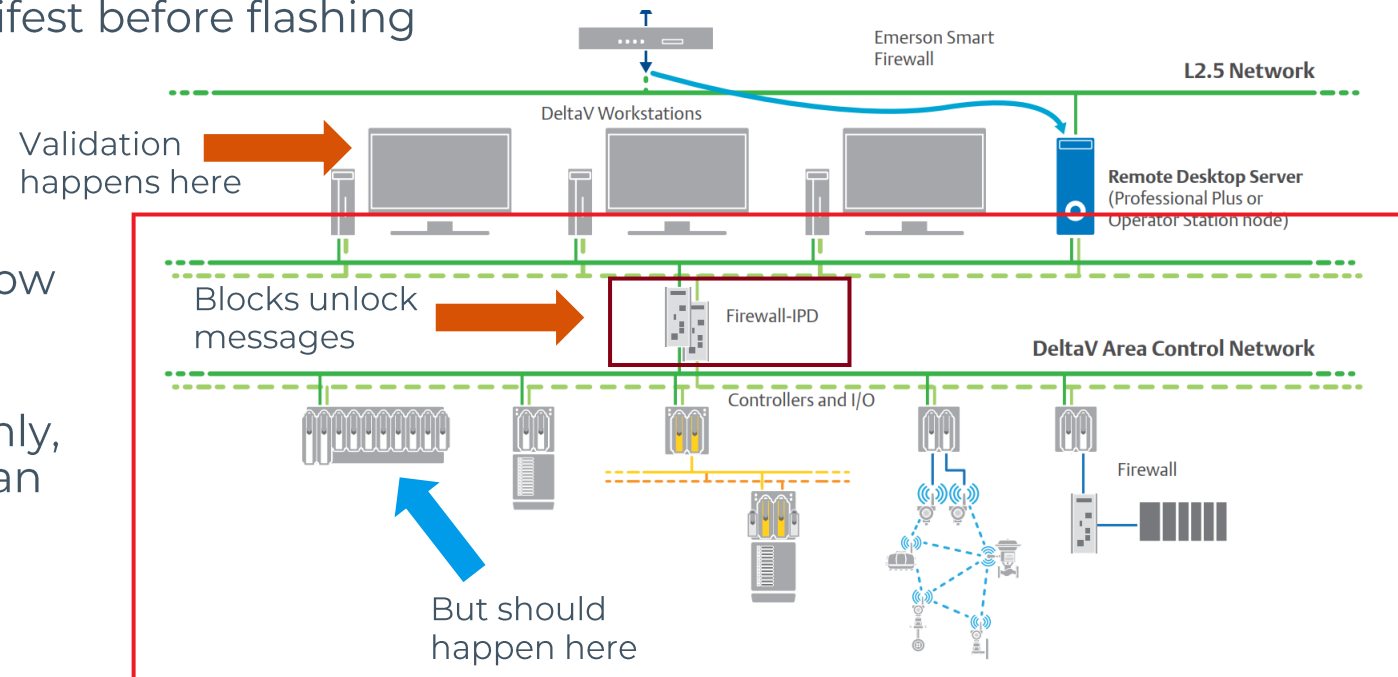 ifest before flashing
Emerson Smart
Firewall
L2.5 Network
DeltaV Workstations
Validation
happens here
Remote Desktop Server
(Professional Plus or
Operator Station node)
ow
Blocks unlock
messages
Firewall-IPD
DeltaV Area Control Network
Controllers and I/O
nly,
an
Firewall
But should
happen here